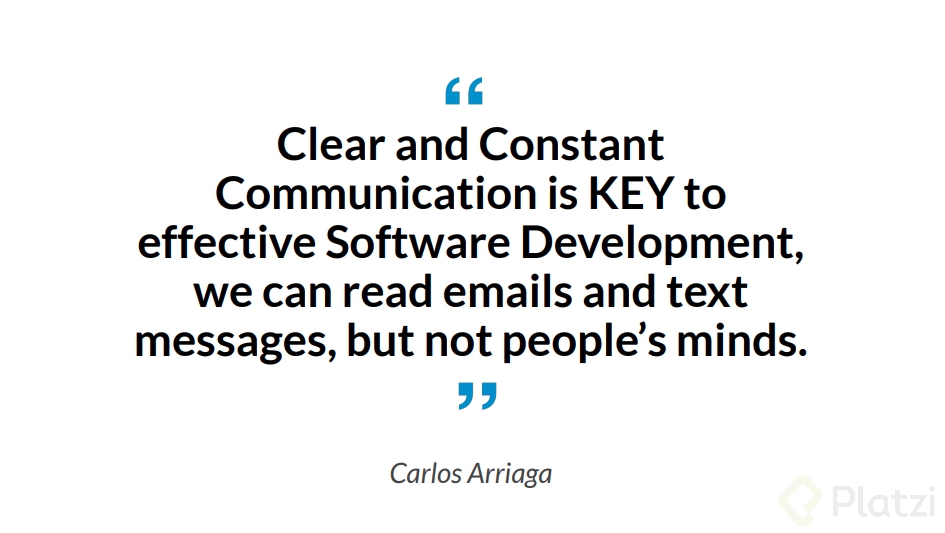 “
Clear and Constant
Communication is KEY to
effective Software Development,
we can read emails and text
messages, but not people’s minds.
”
Carlos Arriaga
Platzi